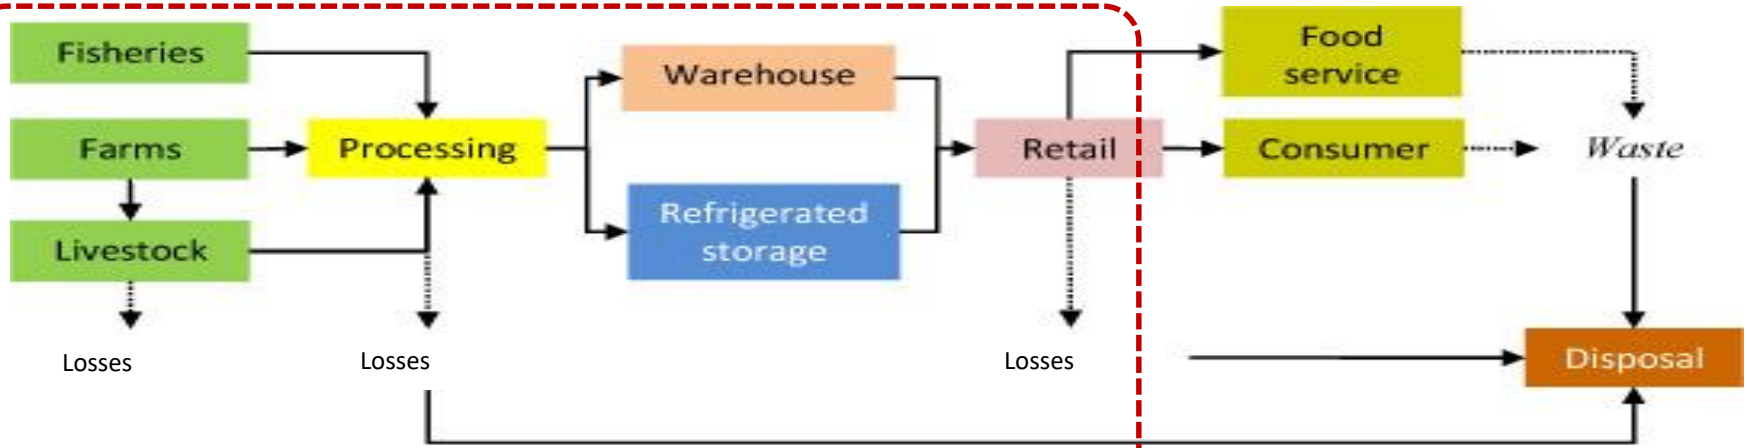 Fisheries
Farms
Livestock
Losses
Processing
Losses
Warehouse
Refrigerated
storage
Retail
Losses
Food
service
Consumer
Waste
Disposal